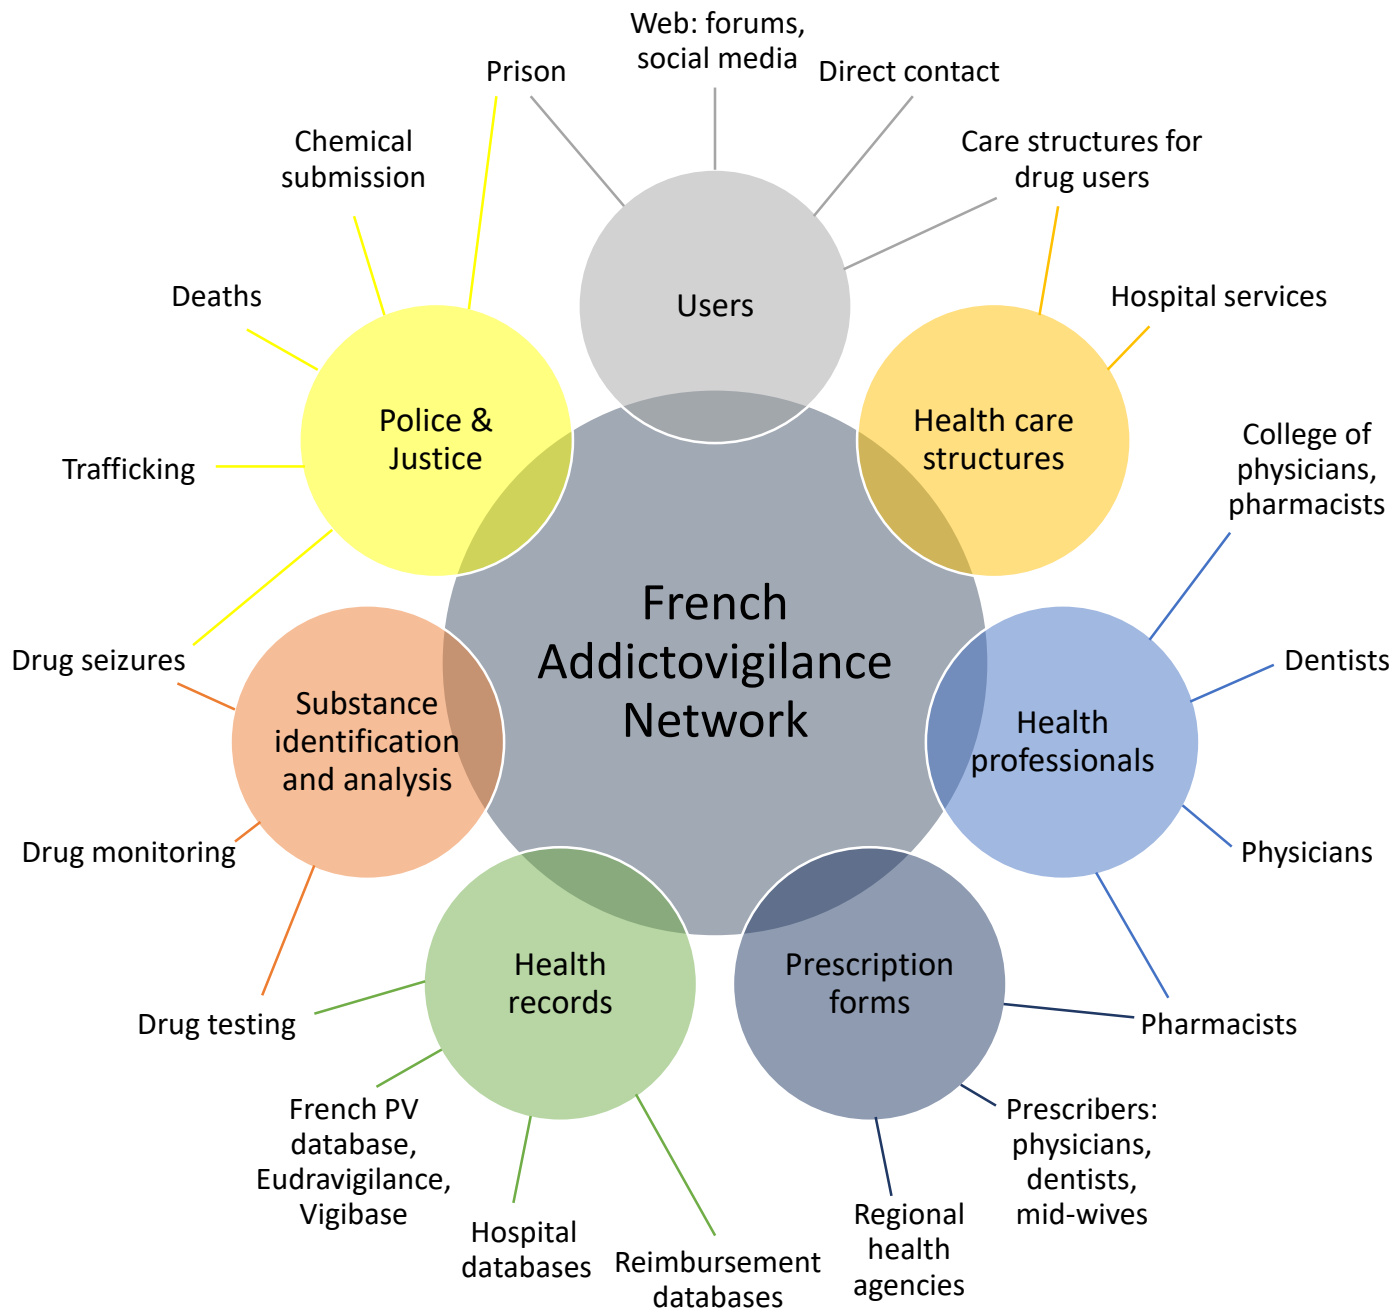 Web: forums,
social media
Prison
Direct contact
Chemical
submission
Care structures for
drug users
Deaths
Hospital services
Users
Police &
Justice
Health care
structures
College of
physicians,
pharmacists
Trafficking
French
Addictovigilance
Network
Drug seizures
Dentists
Substance
identification
and analysis
Health
professionals
Drug monitoring
Physicians
Health
records
Prescription
forms
Drug testing
Pharmacists
French PV
database,
Eudravigilance,
Vigibase
Prescribers:
physicians,
dentists,
mid-wives
Hospital
databases
Reimbursement
databases
Regional
health
agencies